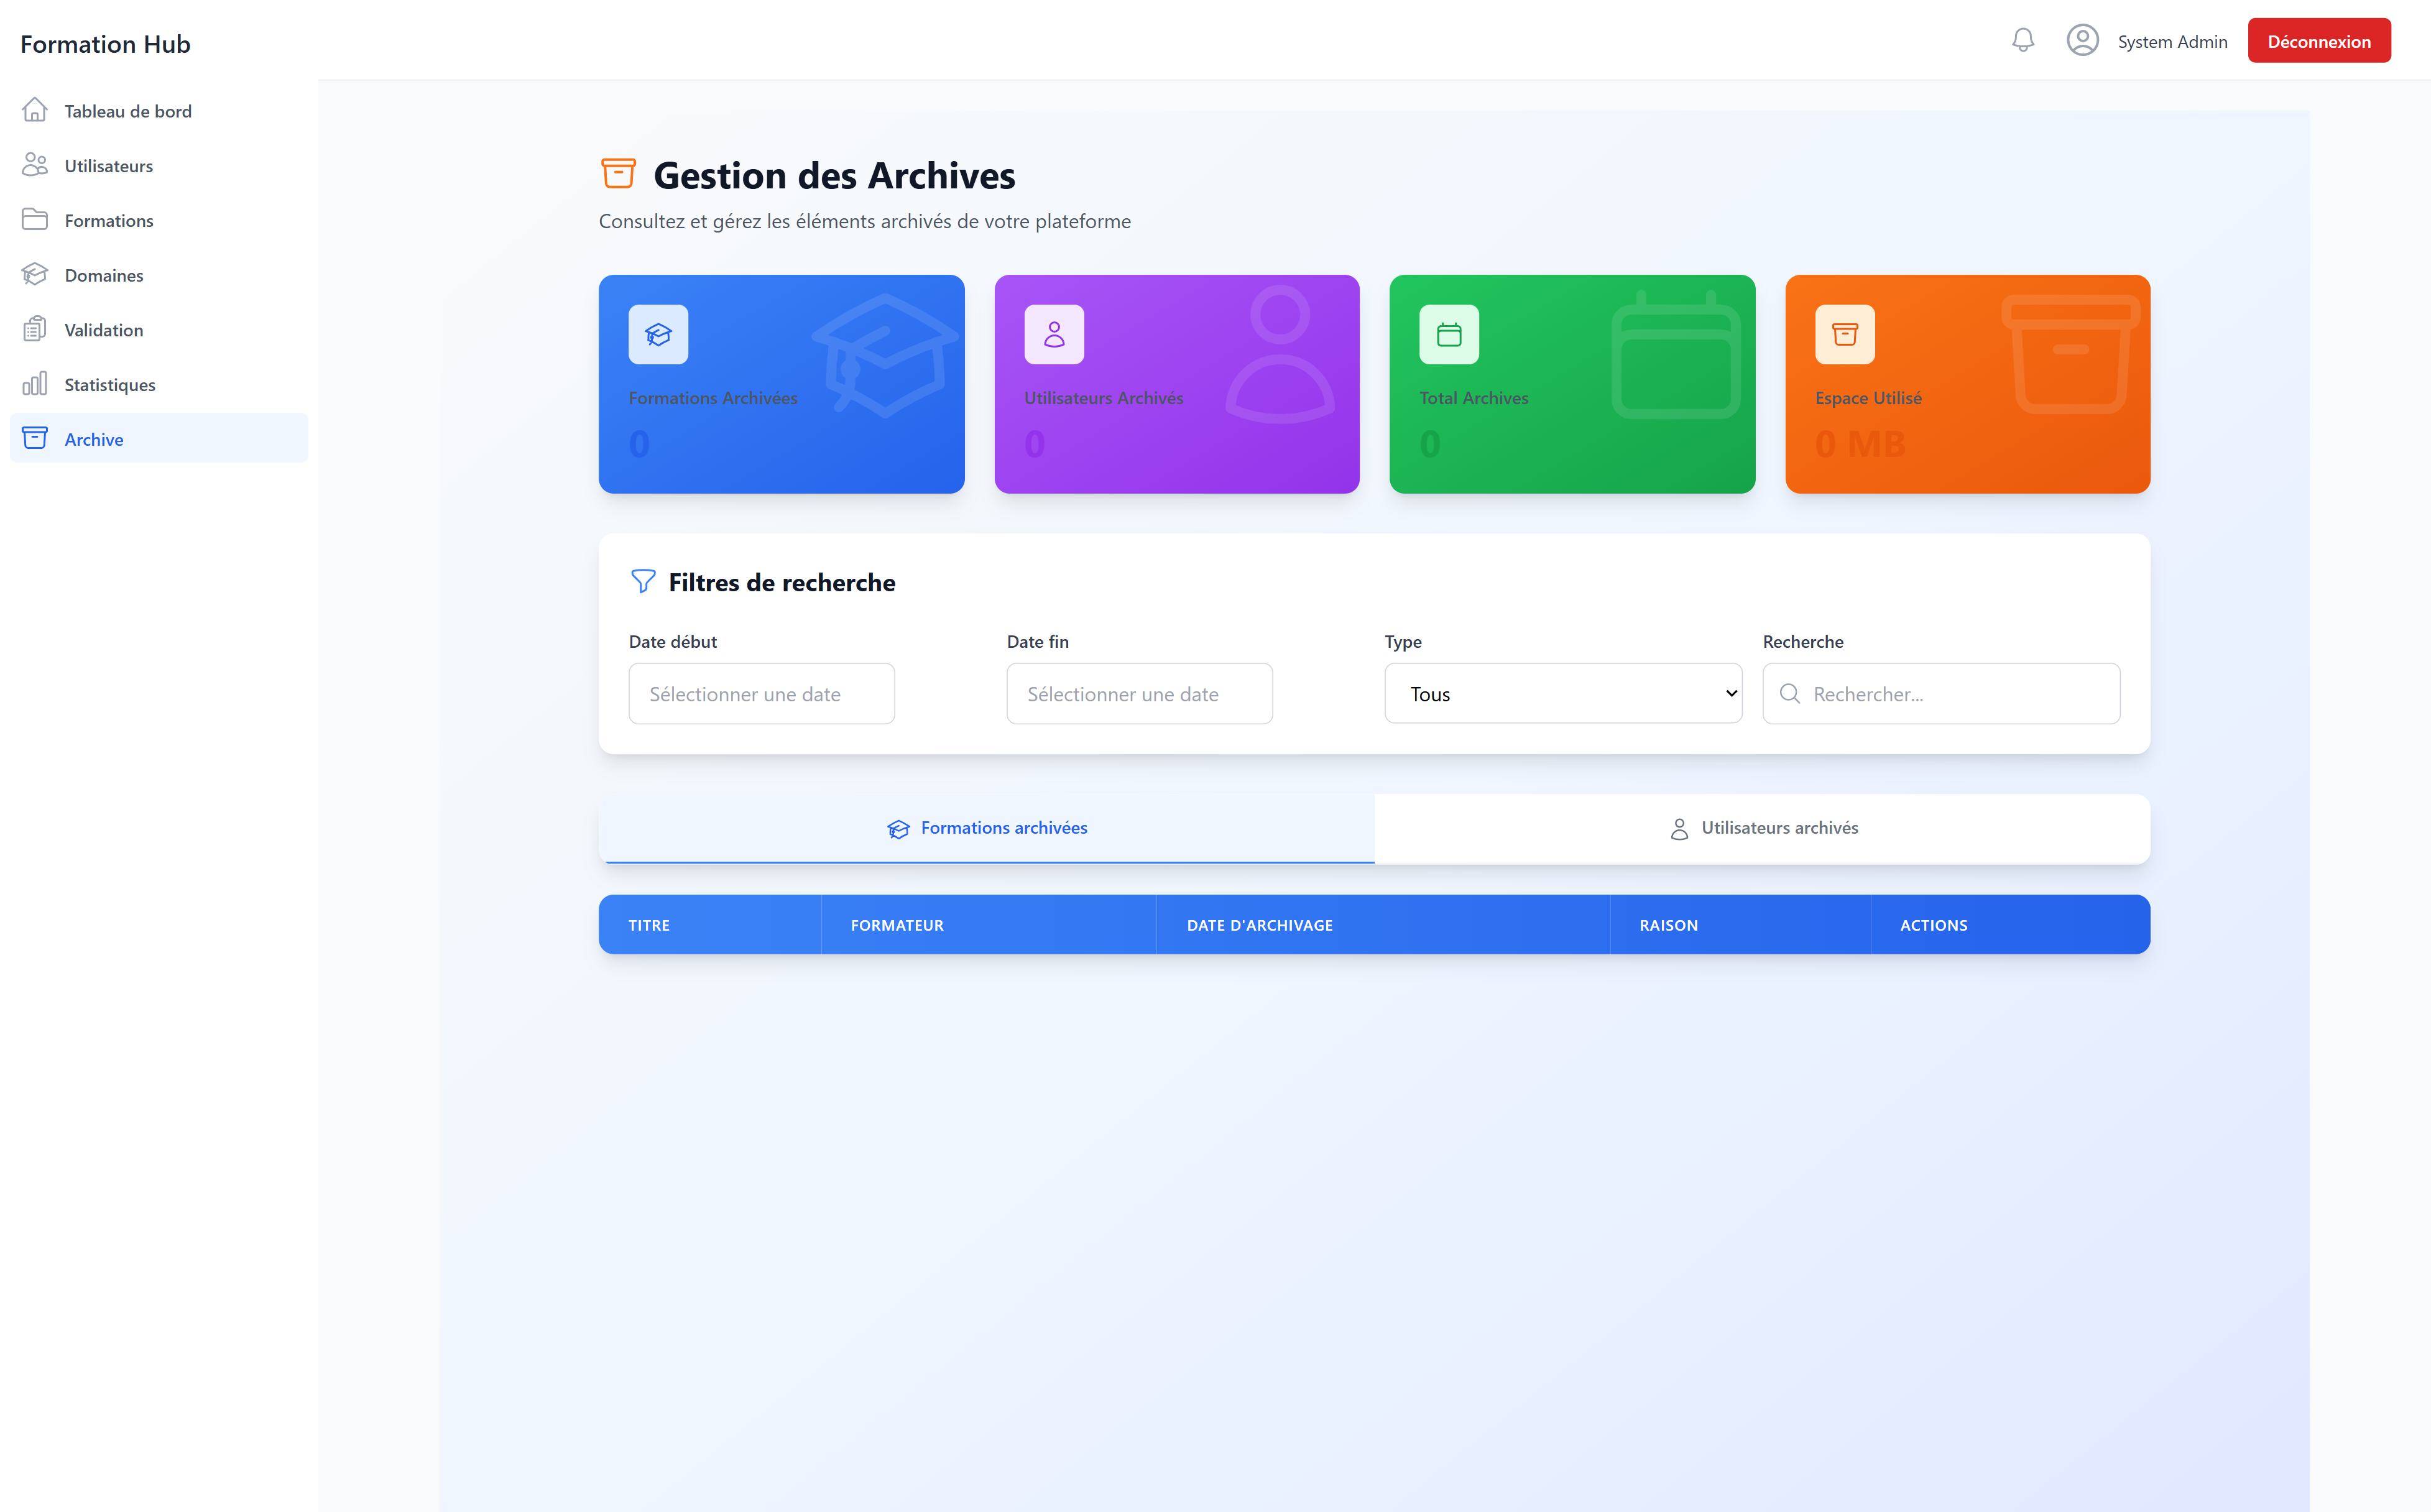 Formation Hub
System Admin
Déconnexion
Tableau de bord
Utilisateurs
Formations
Domaines
Validation
Statistiques
Archive
Gestion des Archives
Consultez et gérez les éléments archivés de votre plateforme
Formations Archivées
0
Utilisateurs Archivés
0
Total Archives
0
Espace Utilisé
0 MB
Filtres de recherche
Date début
Sélectionner une date
Date fin
Sélectionner une date
Type
Tous
Recherche
Rechercher...
Formations archivées
Utilisateurs archivés
TITRE
FORMATEUR
DATE D'ARCHIVAGE
RAISON
ACTIONS